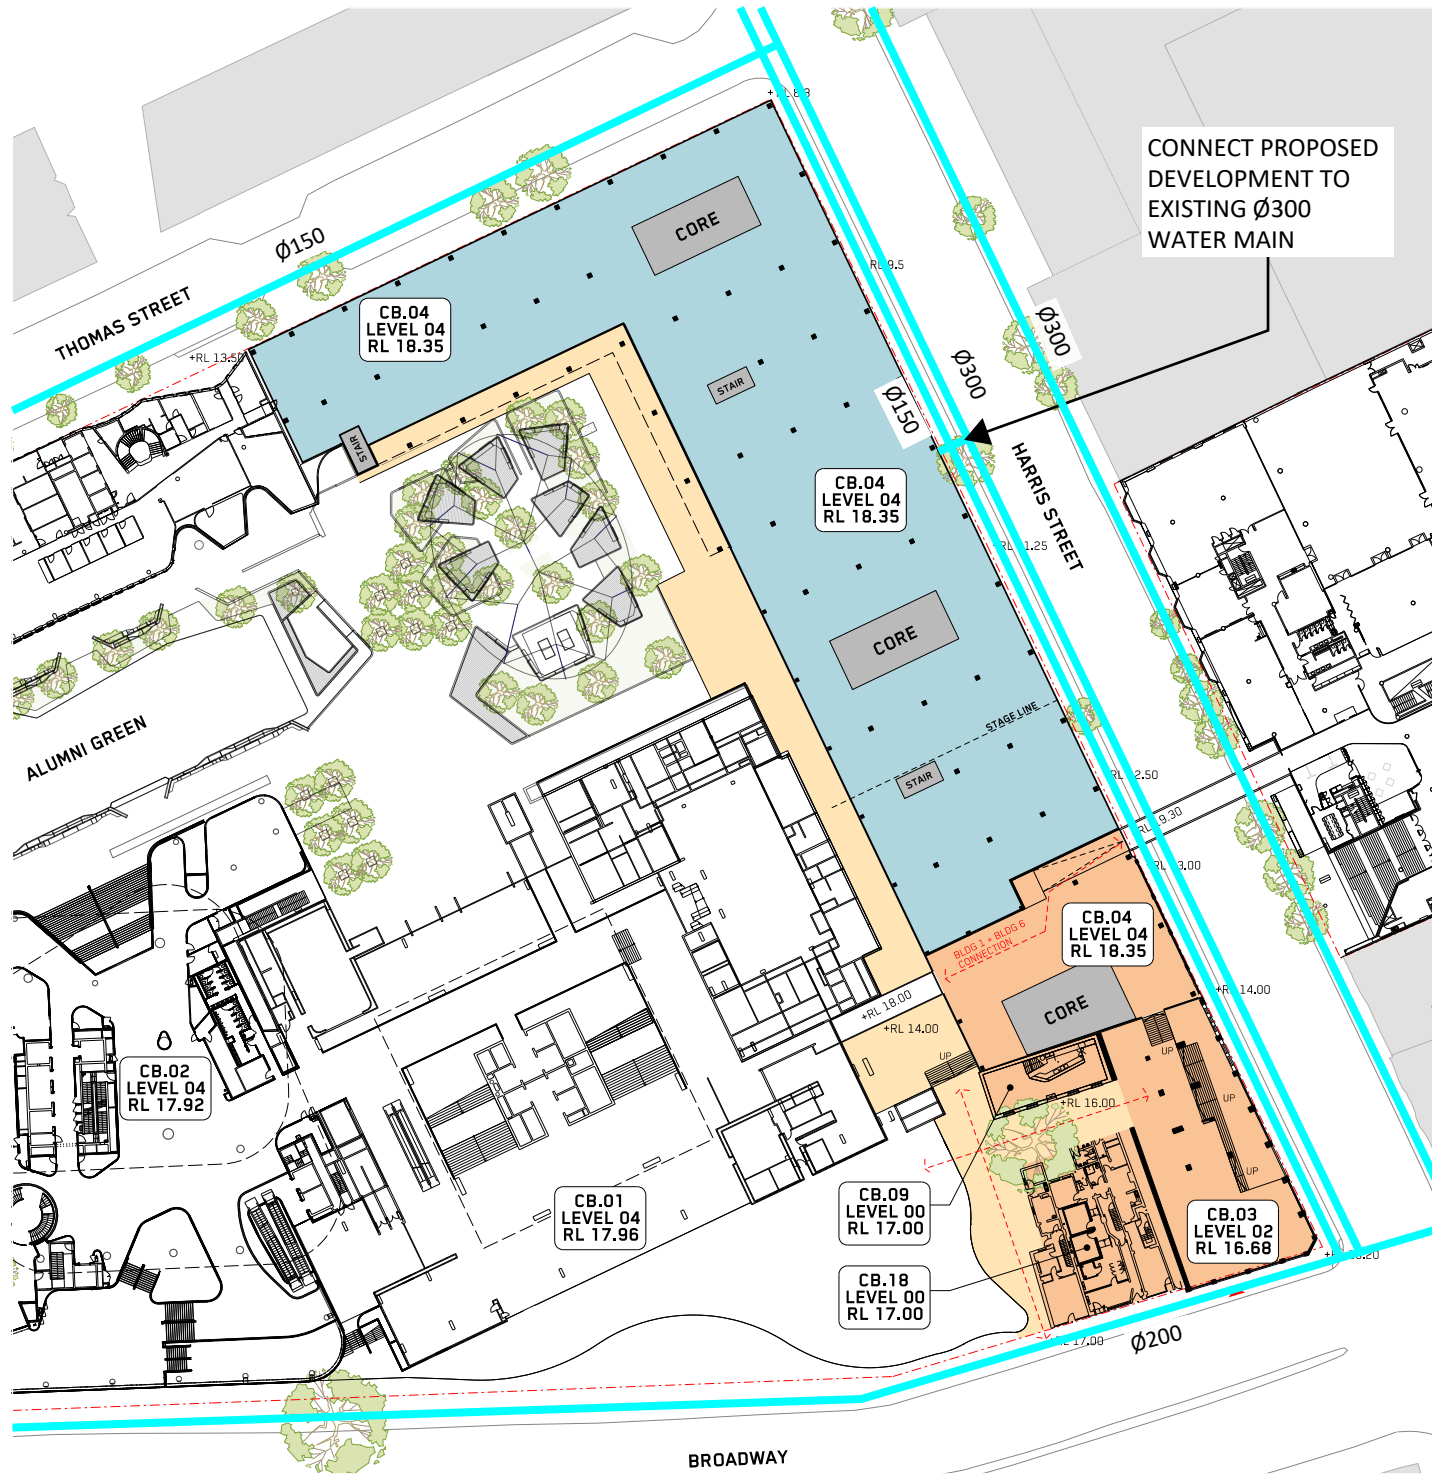 CONNECT PROPOSED
DEVELOPMENT TO
EXISTING Ø300
WATER MAIN
CORE
Ø150
THOMAS STREET
CB.04
LEVEL 04
RL 18.35
+RL 13.50
RL 9.5
Ø300
Ø300
Ø150
STAIR
STAIR
HARRIS STREET
CB.04
LEVEL 04
RL 18.35
CORE
STAGE LINE
STAIR
ALUMNI GREEN
CB.04
LEVEL 04
RL 18.35
BLDG 1 + BLDG 6
CONNECTION
+RL 18.00
+RL 14.00
+RL 14.00
CORE
UP
UP
UP
UP
+RL 16.00
CB.02
LEVEL 04
RL 17.92
CB.01
LEVEL 04
RL 17.96
CB.09
LEVEL 00
RL 17.00
CB.03
LEVEL 02
RL 16.68
CB.18
LEVEL 00
RL 17.00
Ø200
BROADWAY